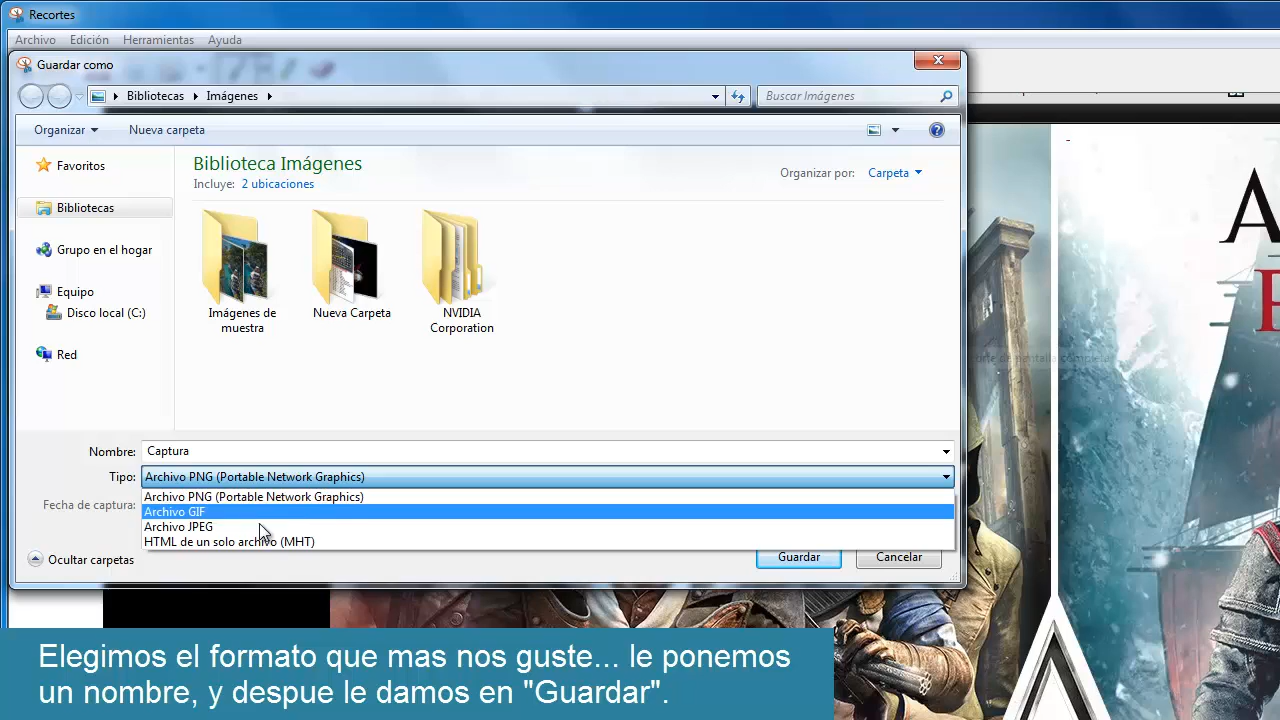 Recortes
Archivo Edición Herramientas Ayuda
Guardar como
Bibliotecas Imágenes
Buscar Imágenes
Organizar Nueva carpeta
Favoritos
Bibliotecas
Grupo en el hogar
Equipo
Disco local (C:)
Red
Biblioteca Imágenes
Incluye: 2 ubicaciones
Organizar por: Carpeta
Imágenes de
muestra
Nueva Carpeta
NVIDIA
Corporation
Nombre: Captura
Tipo: Archivo PNG (Portable Network Graphics)
Fecha de captura:
Archivo PNG (Portable Network Graphics)
Archivo GIF
Archivo JPEG
HTML de un solo archivo (MHT)
Ocultar carpetas
Guardar Cancelar
Elegimos el formato que mas nos guste... le ponemos
un nombre, y despue le damos en "Guardar".